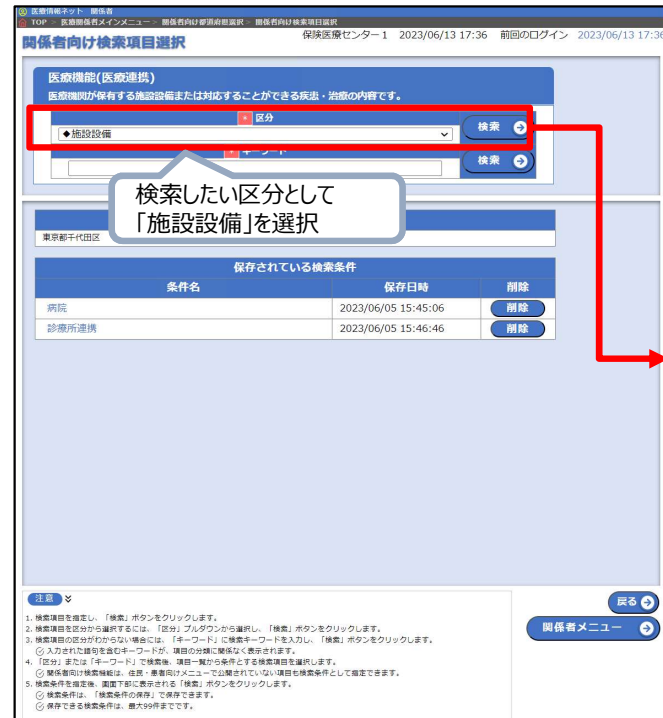 医療情報ネット 関係者
TOP > 医療関係者メインメニュー > 関係者向け都道府県選択 > 関係者向け検索項目選択
関係者向け検索項目選択
保険医療センター1 2023/06/13 17:36 前回のログイン 2023/06/13 17:36
医療機能(医療連携)
医療機関が保有する施設設備または対応することができる疾患・治療の内容です。
* 区分
◆施設設備
検索
* キーワード
検索
検索したい区分として
「施設設備」を選択
東京都千代田区
保存されている検索条件
条件名 保存日時 削除
病院 2023/06/05 15:45:06 削除
診療所連携 2023/06/05 15:46:46 削除
注意
1. 検索項目を指定し、「検索」ボタンをクリックします。
2. 検索項目を区分から選択するには、「区分」プルダウンから選択し、「検索」ボタンをクリックします。
3. 検索項目の区分がわからない場合には、「キーワード」に検索キーワードを入力し、「検索」ボタンをクリックします。
入力された語句を含むキーワードが、項目の分類に関係なく表示されます。
4. 「区分」または「キーワード」で検索後、項目一覧から条件とする検索項目を選択します。
関係者向け検索機能は、住民・患者向けメニューで公開されていない項目も検索条件として指定できます。
5. 検索条件を指定後、画面下部に表示される「検索」ボタンをクリックします。
検索条件は、「検索条件の保存」で保存できます。
保存できる検索条件は、最大99件までです。
戻る
関係者メニュー